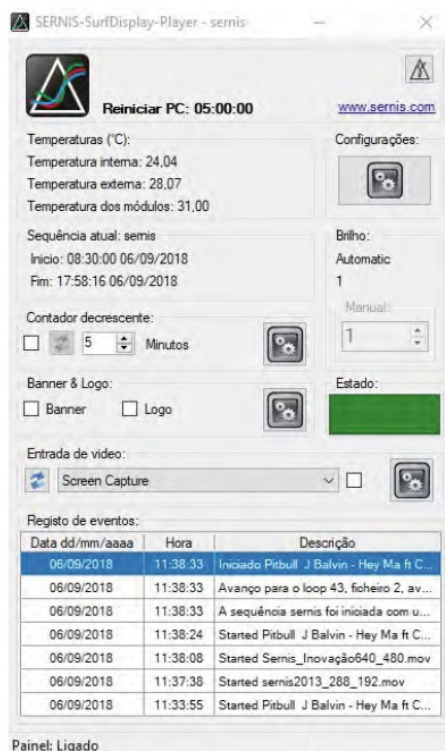 SERNIS-SurfDisplay-Player - sernis
Reiniciar PC: 05:00:00
www.sernis.com
Temperaturas (°C):
Temperatura interna: 24,04
Temperatura externa: 28,07
Temperatura dos módulos: 31,00
Configurações:
Sequência atual: sernis
Inicio: 08:30:00 06/09/2018
Fim: 17:58:16 06/09/2018
Brilho:
Automatic
1
Manual:
1
Contador decrescente:
5 Minutos
Banner & Logo:
Banner Logo
Estado:
Entrada de video:
Screen Capture
Registo de eventos:
Data dd/mm/aaaa Hora Descrição
06/09/2018 11:38:33 Iniciado Pitbull J Balvin - Hey Ma ft C...
06/09/2018 11:38:33 Avanço para o loop 43, ficheiro 2, av...
06/09/2018 11:38:33 A sequência sernis foi iniciada com u...
06/09/2018 11:38:24 Started Pitbull J Balvin - Hey Ma ft C...
06/09/2018 11:38:08 Started Sernis_Inovação640_480.mov
06/09/2018 11:37:38 Started sernis2013_288_192.mov
06/09/2018 11:33:55 Started Pitbull J Balvin - Hey Ma ft C...
Painel: Ligado